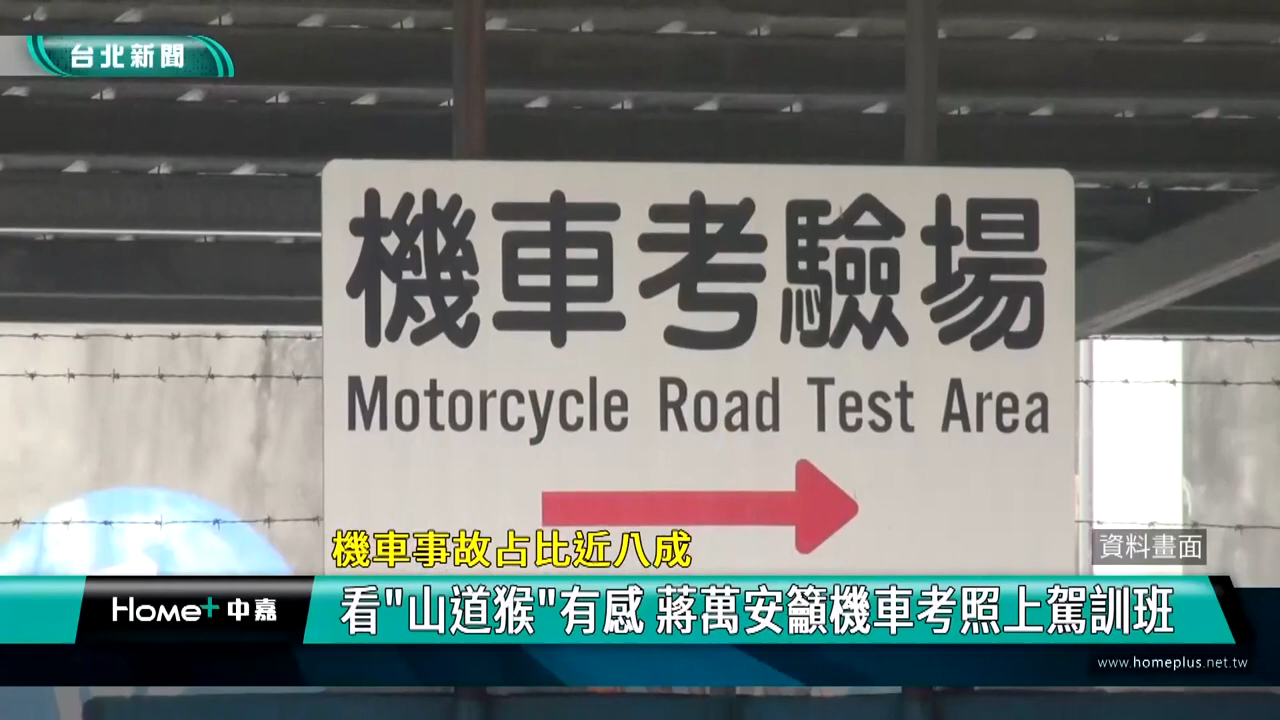 台北新聞
機車考驗場
Motorcycle Road Test Area
機車事故占比近八成
資料畫面
Home+中嘉
看"山道猴"有感 蔣萬安籲機車考照上駕訓班
www.homeplus.net.tw